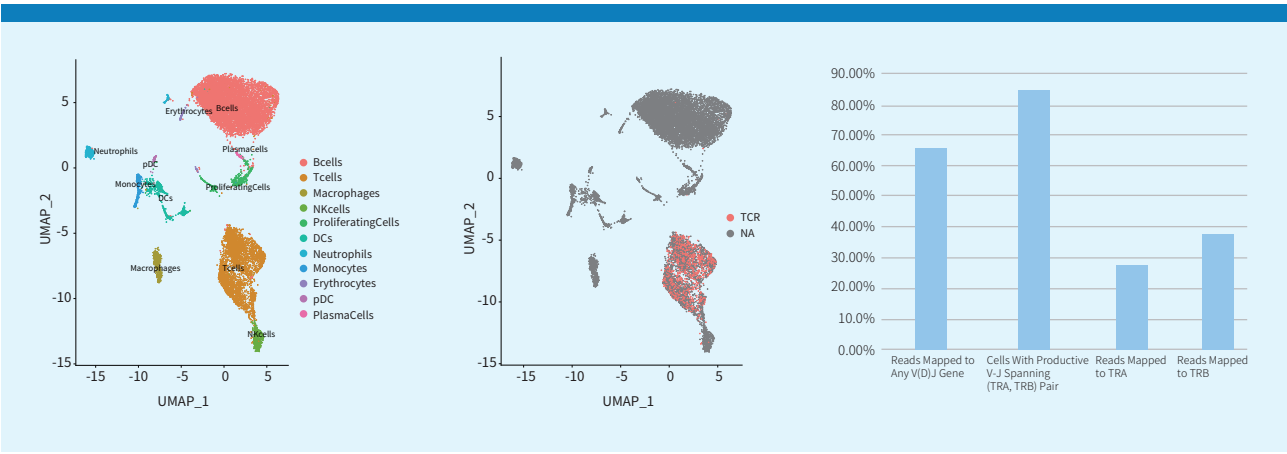 5
0
-5
-10
-15
UMAP_2
-15
-10
-5
0
5
UMAP_1
Erythrocytes
Bcells
Neutrophils
PlasmaCells
pDC
Monocytes
ProliferatingCells
DCs
Macrophages
Tcells
NKcells
Bcells
Tcells
Macrophages
NKcells
ProliferatingCells
DCs
Neutrophils
Monocytes
Erythrocytes
pDC
PlasmaCells
5
0
-5
-10
-15
UMAP_2
-15
-10
-5
0
5
UMAP_1
TCR
NA
90.00%
80.00%
70.00%
60.00%
50.00%
40.00%
30.00%
20.00%
10.0%
0.00%
Reads Mapped to
Any V(D)J Gene
Cells With Productive
V-J Spanning
(TRA, TRB) Pair
Reads Mapped
to TRA
Reads Mapped
to TRB